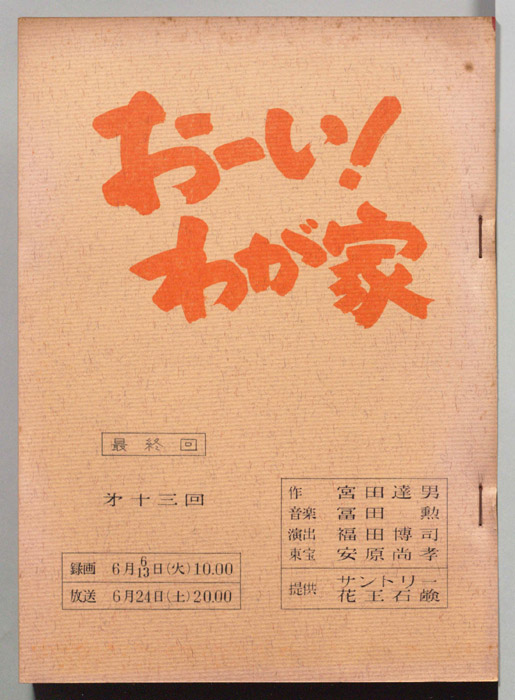 おーい!
わが家
最終回
才十三回
録画 6月6/13日(火)10.00
放送 6月24日(土)20.00
作 宮田達男
音楽 冨田 勲
演出 福田博司
東宝 安原尚孝
提供 サントリー
花王石鹸